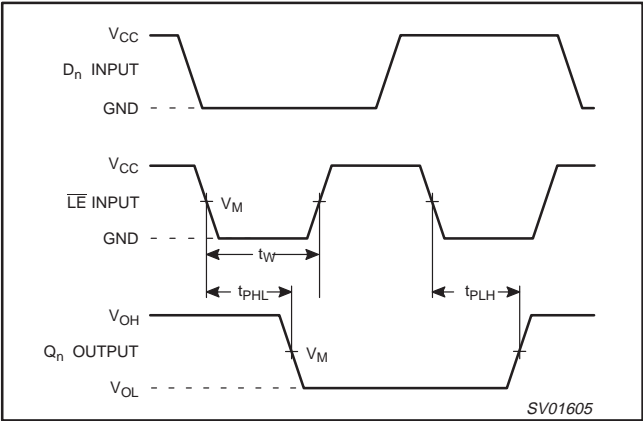 VCC
Dn INPUT
GND
VCC
LE INPUT
VM
GND
tW
tPHL
tPLH
VOH
Qn OUTPUT
VM
VOL
SV01605